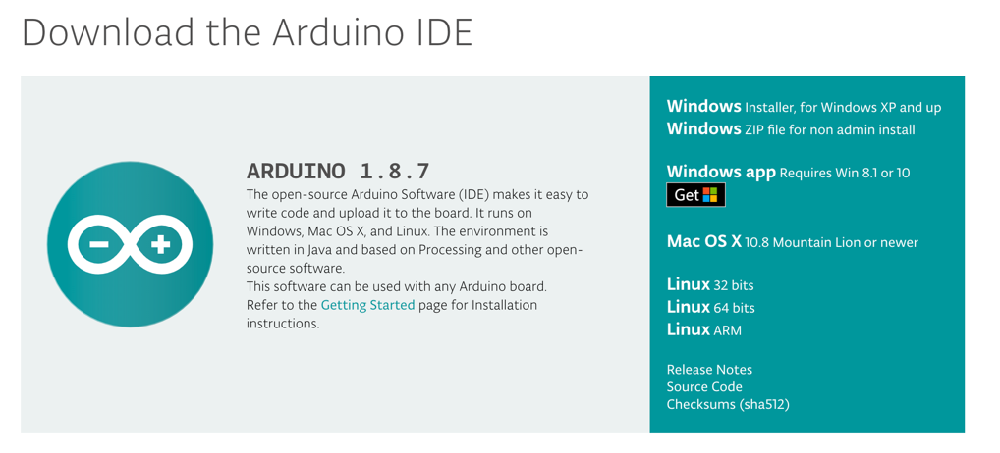 Download the Arduino IDE
ARDUINO 1.8.7
The open-source Arduino Software (IDE) makes it easy to
write code and upload it to the board. It runs on
Windows, Mac OS X, and Linux. The environment is
written in Java and based on Processing and other open-
source software.
This software can be used with any Arduino board.
Refer to the Getting Started page for Installation
instructions.
Windows Installer, for Windows XP and up
Windows ZIP file for non admin install
Windows app Requires Win 8.1 or 10
Get
Mac OS X 10.8 Mountain Lion or newer
Linux 32 bits
Linux 64 bits
Linux ARM
Release Notes
Source Code
Checksums (sha512)